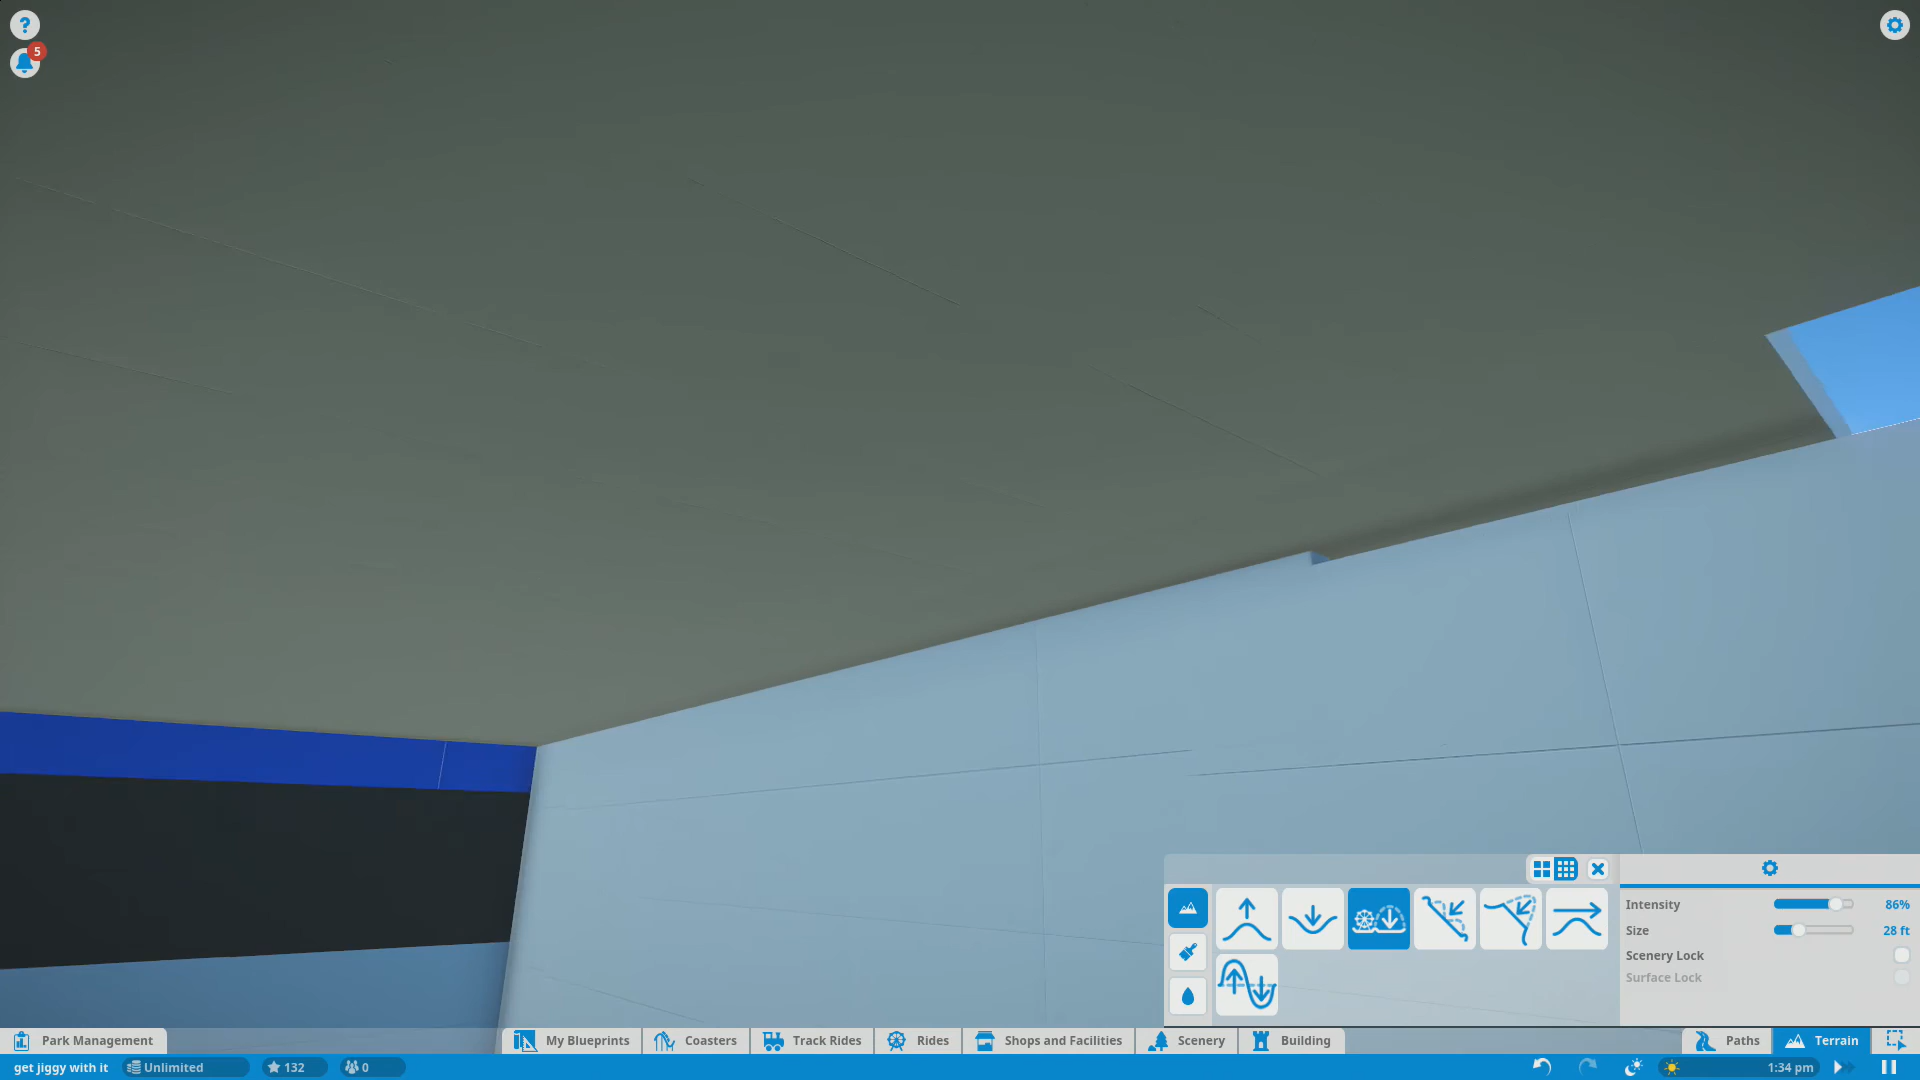 ?
5
Intensity 86%
Size 28 ft
Scenery Lock
Surface Lock
Park Management
My Blueprints
Coasters
Track Rides
Rides
Shops and Facilities
Scenery
Building
Paths
Terrain
get jiggy with it
Unlimited
132
0
1:34 pm